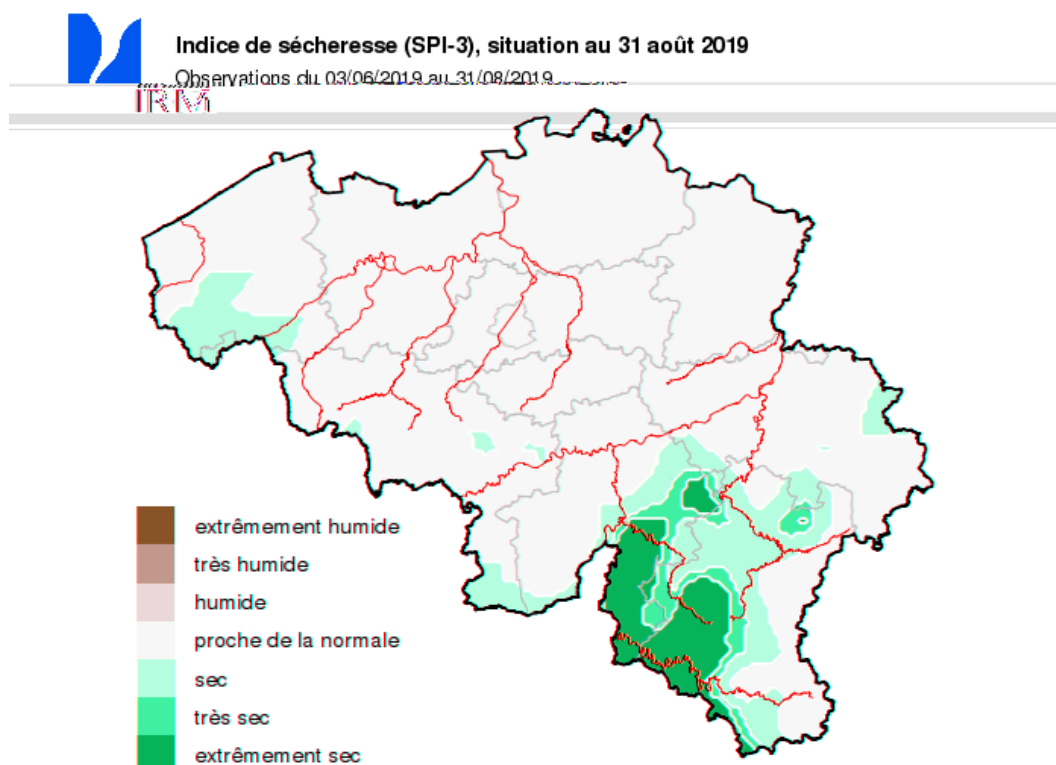 Indice de sécheresse (SPI-3), situation au 31 août 2019
Observations du 03/06/2019 au 31/08/2019
IRM
extrêmement humide
très humide
humide
proche de la normale
sec
très sec
extrêmement sec